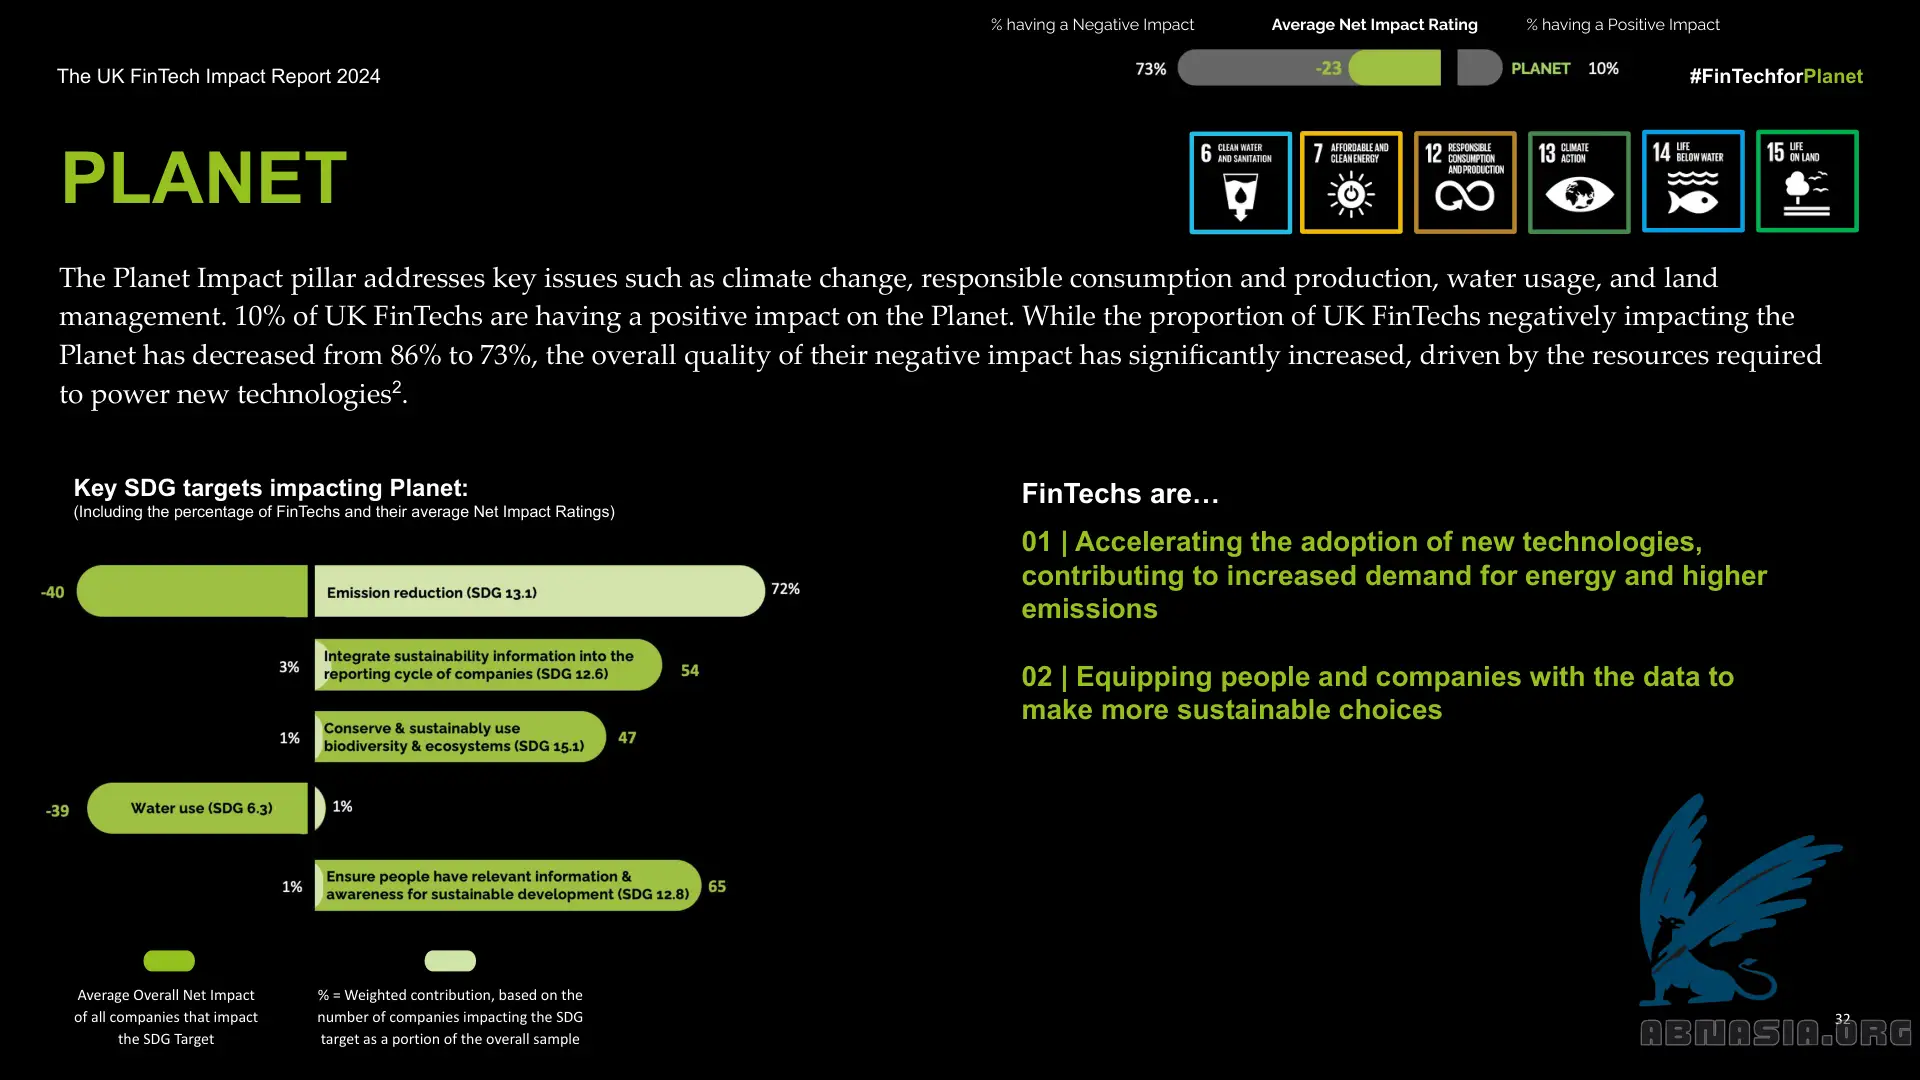 % having a Negative Impact
Average Net Impact Rating
% having a Positive Impact
73%
-23
PLANET
10%
The UK FinTech Impact Report 2024
#FinTechforPlanet
PLANET
6 CLEAN WATER
AND SANITATION
7 AFFORDABLE AND
CLEAN ENERGY
12 RESPONSIBLE
CONSUMPTION
AND PRODUCTION
13 CLIMATE
ACTION
14 LIFE
BELOW WATER
15 LIFE
ON LAND
The Planet Impact pillar addresses key issues such as climate change, responsible consumption and production, water usage, and land
management. 10% of UK FinTechs are having a positive impact on the Planet. While the proportion of UK FinTechs negatively impacting the
Planet has decreased from 86% to 73%, the overall quality of their negative impact has significantly increased, driven by the resources required
to power new technologies².
Key SDG targets impacting Planet:
(Including the percentage of FinTechs and their average Net Impact Ratings)
-40
Emission reduction (SDG 13.1)
72%
3%
Integrate sustainability information into the
reporting cycle of companies (SDG 12.6)
54
1%
Conserve & sustainably use
biodiversity & ecosystems (SDG 15.1)
47
-39
Water use (SDG 6.3)
1%
1%
Ensure people have relevant information &
awareness for sustainable development (SDG 12.8)
65
Average Overall Net Impact
of all companies that impact
the SDG Target
% = Weighted contribution, based on the
number of companies impacting the SDG
target as a portion of the overall sample
FinTechs are…
01 | Accelerating the adoption of new technologies,
contributing to increased demand for energy and higher
emissions
02 | Equipping people and companies with the data to
make more sustainable choices
32
ABNASIA.ORG